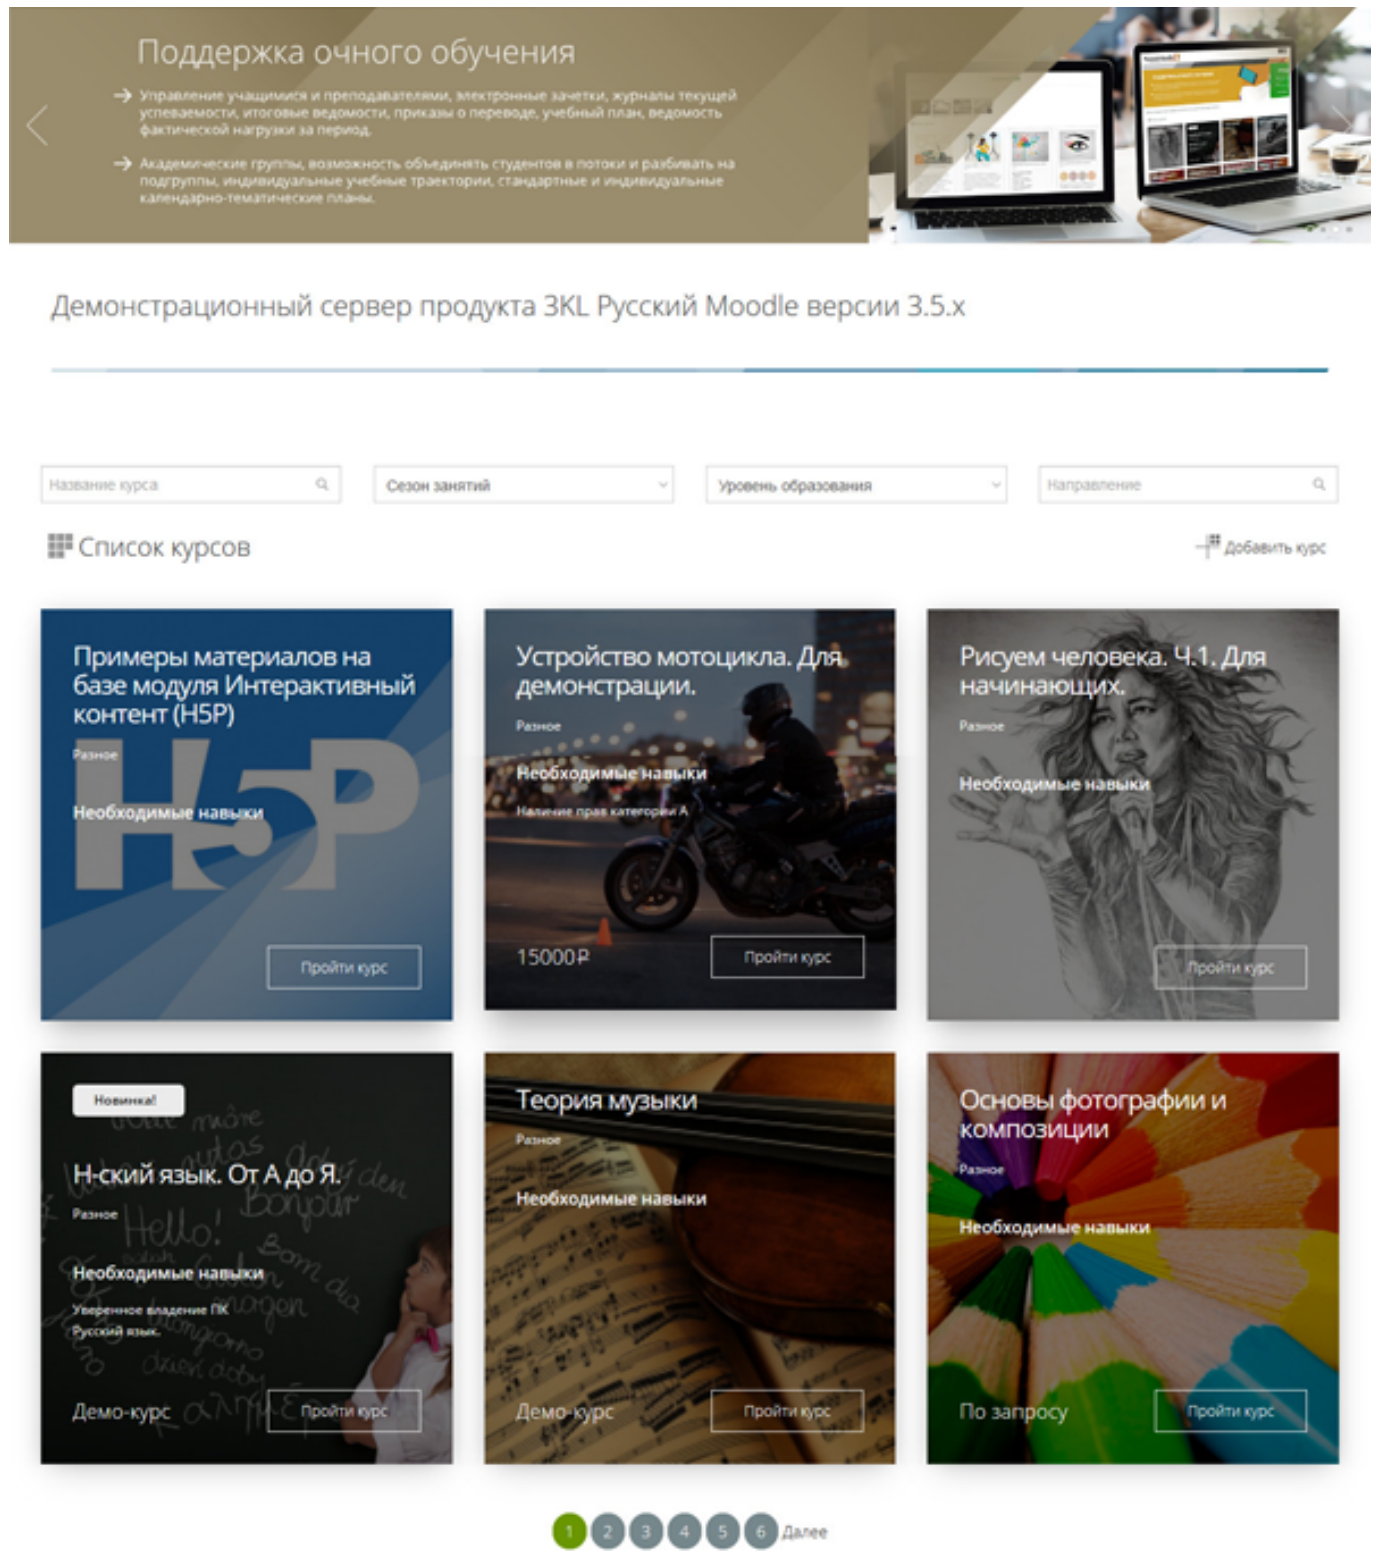 Поддержка очного обучения
Управление учащимися и преподавателями, электронные зачетки, журналы текущей
успеваемости, итоговые ведомости, приказы о переводе, учебный план, ведомость
фактической нагрузки за период.
Академические группы, возможность объединять студентов в потоки и разбивать на
подгруппы, индивидуальные учебные траектории, стандартные и индивидуальные
календарно-тематические планы.
Демонстрационный сервер продукта 3KL Русский Moodle версии 3.5.x
Название курса
Сезон занятий
Уровень образования
Направление
Список курсов
Добавить курс
Примеры материалов на
базе модуля Интерактивный
контент (H5P)
Разное
H5P
Необходимые навыки
Пройти курс
Устройство мотоцикла. Для
демонстрации.
Разное
Необходимые навыки
Наличие прав категории А
15000₽
Пройти курс
Рисуем человека. Ч.1. Для
начинающих.
Разное
Необходимые навыки
Пройти курс
Новинка!
Н-ский язык. От А до Я.
Разное
Hello!
Bonjour
Bom dia
dzień doby
Необходимые навыки
Уверенное владение ПК
Русский язык.
Демо-курс
Пройти курс
Теория музыки
Разное
Необходимые навыки
Демо-курс
Пройти курс
Основы фотографии и
композиции
Разное
Необходимые навыки
По запросу
Пройти курс
1 2 3 4 5 6 Далее